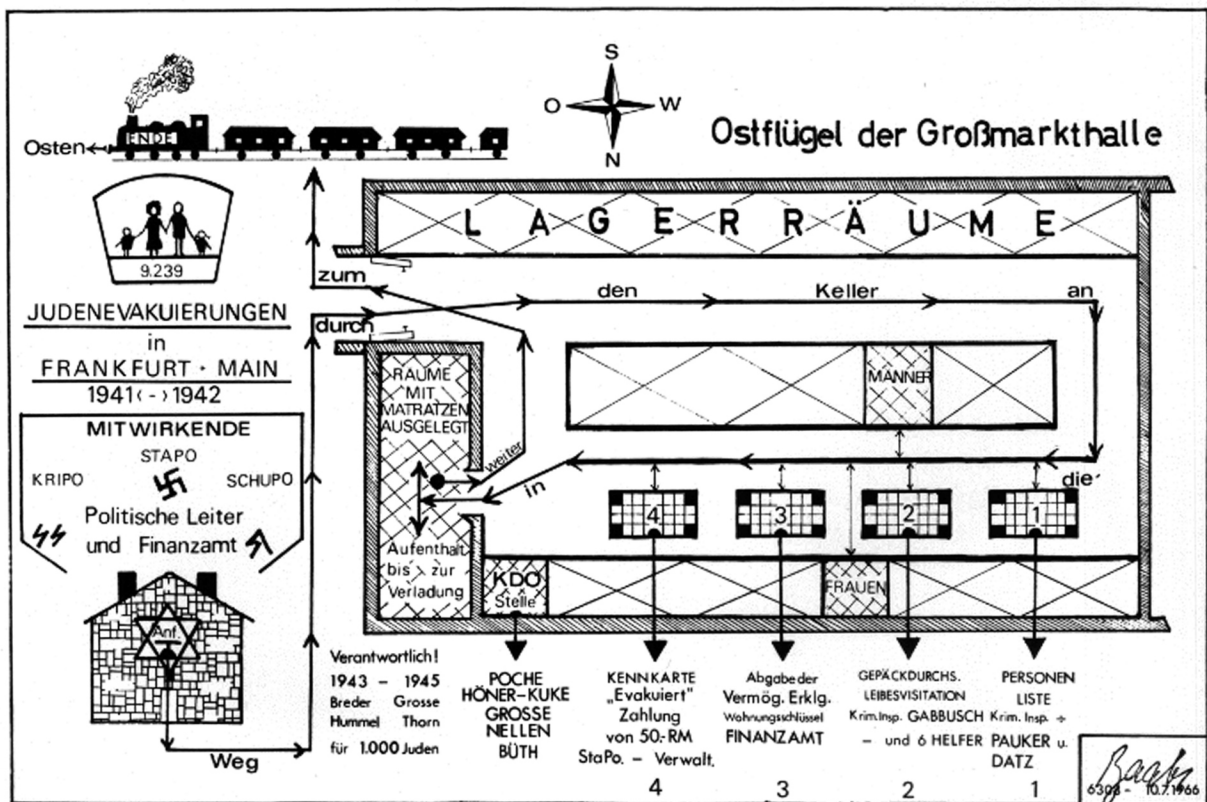 S
O
W
N
Ostflügel der Großmarkthalle
ENDE
Osten
9.239
JUDENEVAKUIERUNGEN
in
FRANKFURT · MAIN
1941‹-›1942
MITWIRKENDE
STAPO
KRIPO
SCHUPO
Politische Leiter
und Finanzamt
Anf.
Weg
LAGERRÄUME
zum
durch
den
Keller
an
die
in
weiter
RÄUME
MIT
MATRATZEN
AUSGELEGT
Aufenthalt
bis zur
Verladung
MÄNNER
4
3
2
1
KDO
Stelle
FRAUEN
Verantwortlich!
1943 – 1945
Breder Grosse
Hummel Thorn
für 1.000 Juden
POCHE
HÖNER-KUKE
GROSSE
NELLEN
BÜTH
KENNKARTE
„Evakuiert"
Zahlung
von 50.-RM
StaPo. – Verwalt.
4
Abgabe der
Vermög. Erklg.
Wohnungsschlüssel
FINANZAMT
3
GEPÄCKDURCHS.
LEIBESVISITATION
Krim.Insp. GABBUSCH
– und 6 HELFER
2
PERSONEN
LISTE
Krim. Insp. ÷
PAUKER u.
DATZ
1
10.7.1966